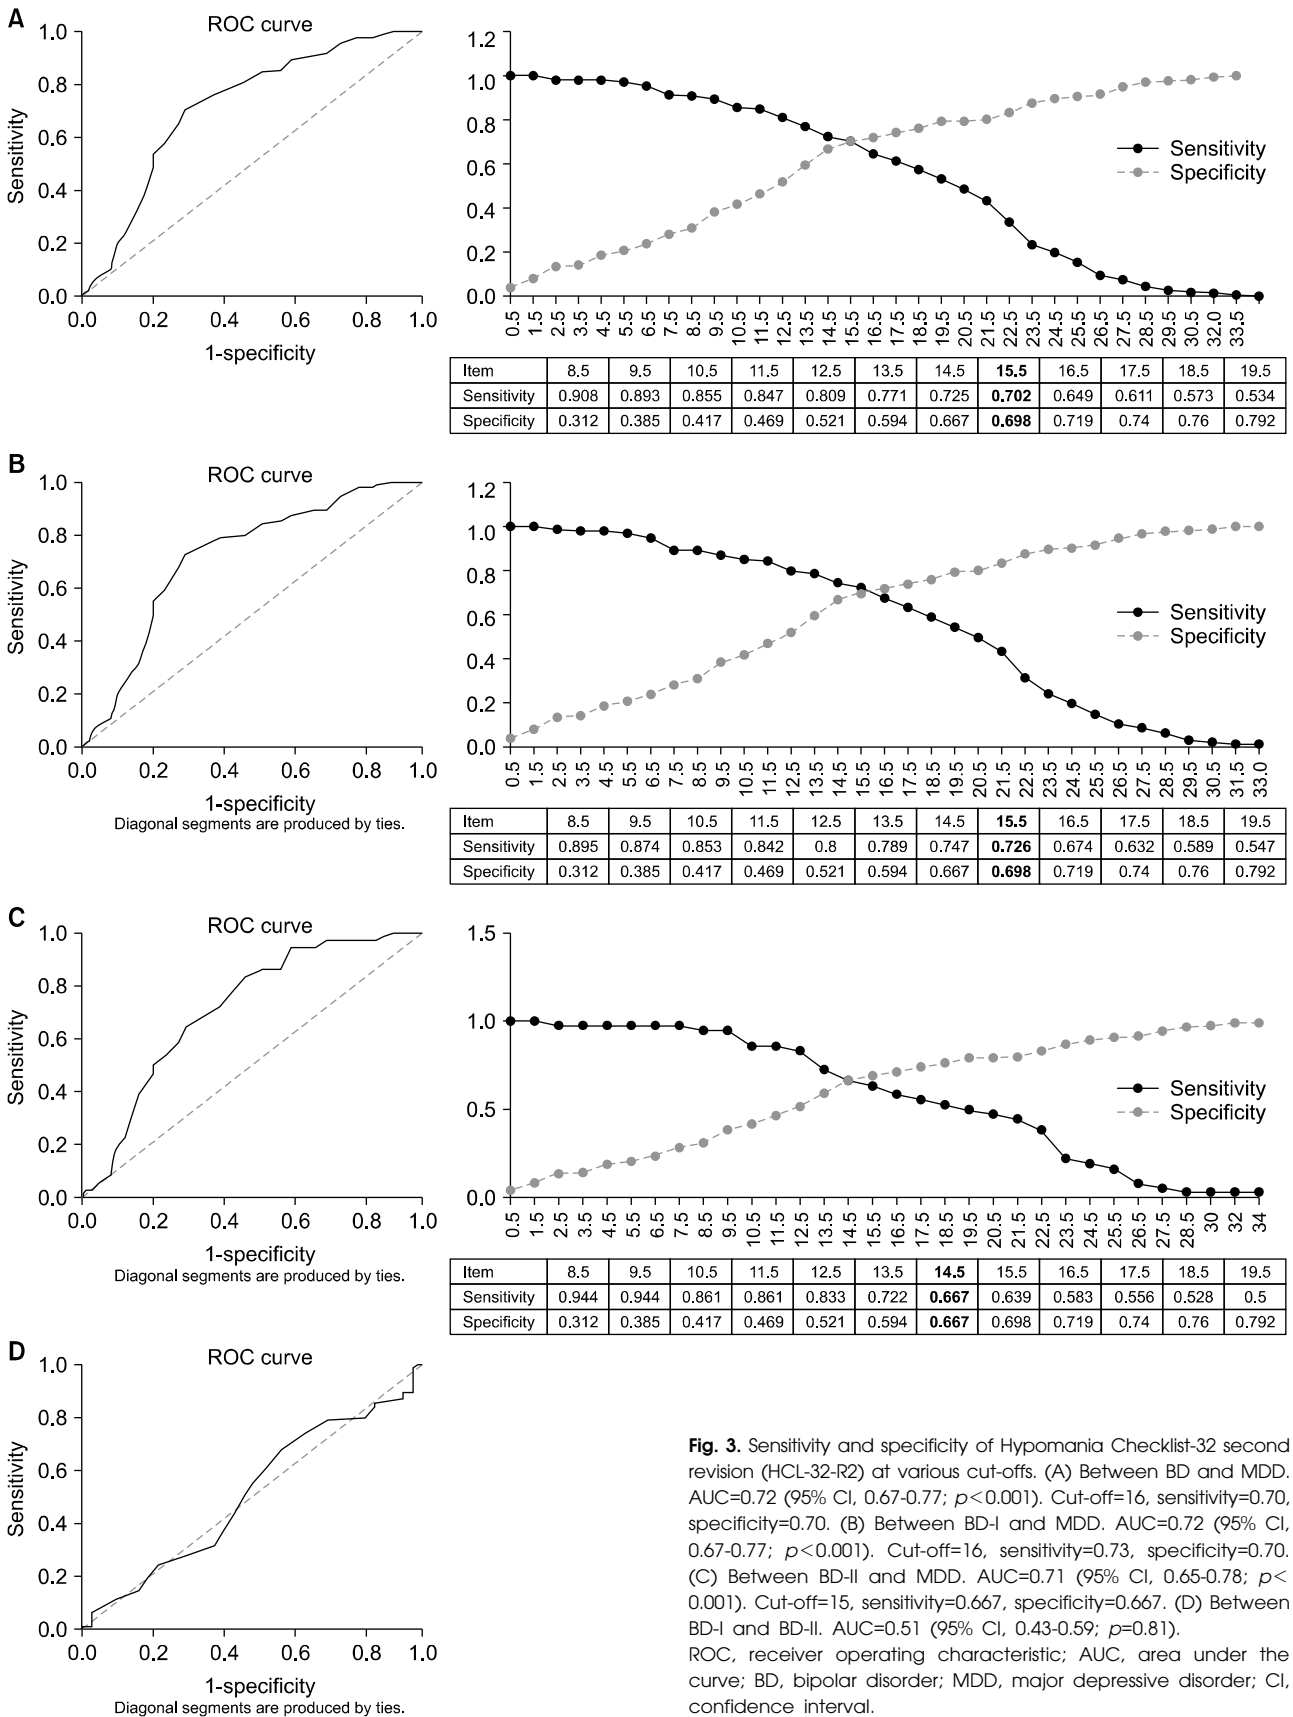 A
ROC curve
Sensitivity
1.0
0.8
0.6
0.4
0.2
0.0
0.0 0.2 0.4 0.6 0.8 1.0
1-specificity
1.2
1.0
0.8
0.6
0.4
0.2
0.0
Sensitivity
Specificity
0.5 1.5 2.5 3.5 4.5 5.5 6.5 7.5 8.5 9.5 10.5 11.5 12.5 13.5 14.5 15.5 16.5 17.5 18.5 19.5 20.5 21.5 22.5 23.5 24.5 25.5 26.5 27.5 28.5 29.5 30.5 32.0 33.5
Item 8.5 9.5 10.5 11.5 12.5 13.5 14.5 15.5 16.5 17.5 18.5 19.5
Sensitivity 0.908 0.893 0.855 0.847 0.809 0.771 0.725 0.702 0.649 0.611 0.573 0.534
Specificity 0.312 0.385 0.417 0.469 0.521 0.594 0.667 0.698 0.719 0.74 0.76 0.792
B
ROC curve
Sensitivity
1.0
0.8
0.6
0.4
0.2
0.0
0.0 0.2 0.4 0.6 0.8 1.0
1-specificity
Diagonal segments are produced by ties.
1.2
1.0
0.8
0.6
0.4
0.2
0.0
Sensitivity
Specificity
0.5 1.5 2.5 3.5 4.5 5.5 6.5 7.5 8.5 9.5 10.5 11.5 12.5 13.5 14.5 15.5 16.5 17.5 18.5 19.5 20.5 21.5 22.5 23.5 24.5 25.5 26.5 27.5 28.5 29.5 30.5 31.5 33.0
Item 8.5 9.5 10.5 11.5 12.5 13.5 14.5 15.5 16.5 17.5 18.5 19.5
Sensitivity 0.895 0.874 0.853 0.842 0.8 0.789 0.747 0.726 0.674 0.632 0.589 0.547
Specificity 0.312 0.385 0.417 0.469 0.521 0.594 0.667 0.698 0.719 0.74 0.76 0.792
C
ROC curve
Sensitivity
1.0
0.8
0.6
0.4
0.2
0.0
0.0 0.2 0.4 0.6 0.8 1.0
1-specificity
Diagonal segments are produced by ties.
1.5
1.0
0.5
0.0
Sensitivity
Specificity
0.5 1.5 2.5 3.5 4.5 5.5 6.5 7.5 8.5 9.5 10.5 11.5 12.5 13.5 14.5 15.5 16.5 17.5 18.5 19.5 20.5 21.5 22.5 23.5 24.5 25.5 26.5 27.5 28.5 30 32 34
Item 8.5 9.5 10.5 11.5 12.5 13.5 14.5 15.5 16.5 17.5 18.5 19.5
Sensitivity 0.944 0.944 0.861 0.861 0.833 0.722 0.667 0.639 0.583 0.556 0.528 0.5
Specificity 0.312 0.385 0.417 0.469 0.521 0.594 0.667 0.698 0.719 0.74 0.76 0.792
D
ROC curve
Sensitivity
1.0
0.8
0.6
0.4
0.2
0.0
0.0 0.2 0.4 0.6 0.8 1.0
1-specificity
Diagonal segments are produced by ties.
Fig. 3. Sensitivity and specificity of Hypomania Checklist-32 second
revision (HCL-32-R2) at various cut-offs. (A) Between BD and MDD.
AUC=0.72 (95% CI, 0.67-0.77; p<0.001). Cut-off=16, sensitivity=0.70,
specificity=0.70. (B) Between BD-I and MDD. AUC=0.72 (95% CI,
0.67-0.77; p<0.001). Cut-off=16, sensitivity=0.73, specificity=0.70.
(C) Between BD-II and MDD. AUC=0.71 (95% CI, 0.65-0.78; p<
0.001). Cut-off=15, sensitivity=0.667, specificity=0.667. (D) Between
BD-I and BD-II. AUC=0.51 (95% CI, 0.43-0.59; p=0.81).
ROC, receiver operating characteristic; AUC, area under the
curve; BD, bipolar disorder; MDD, major depressive disorder; CI,
confidence interval.